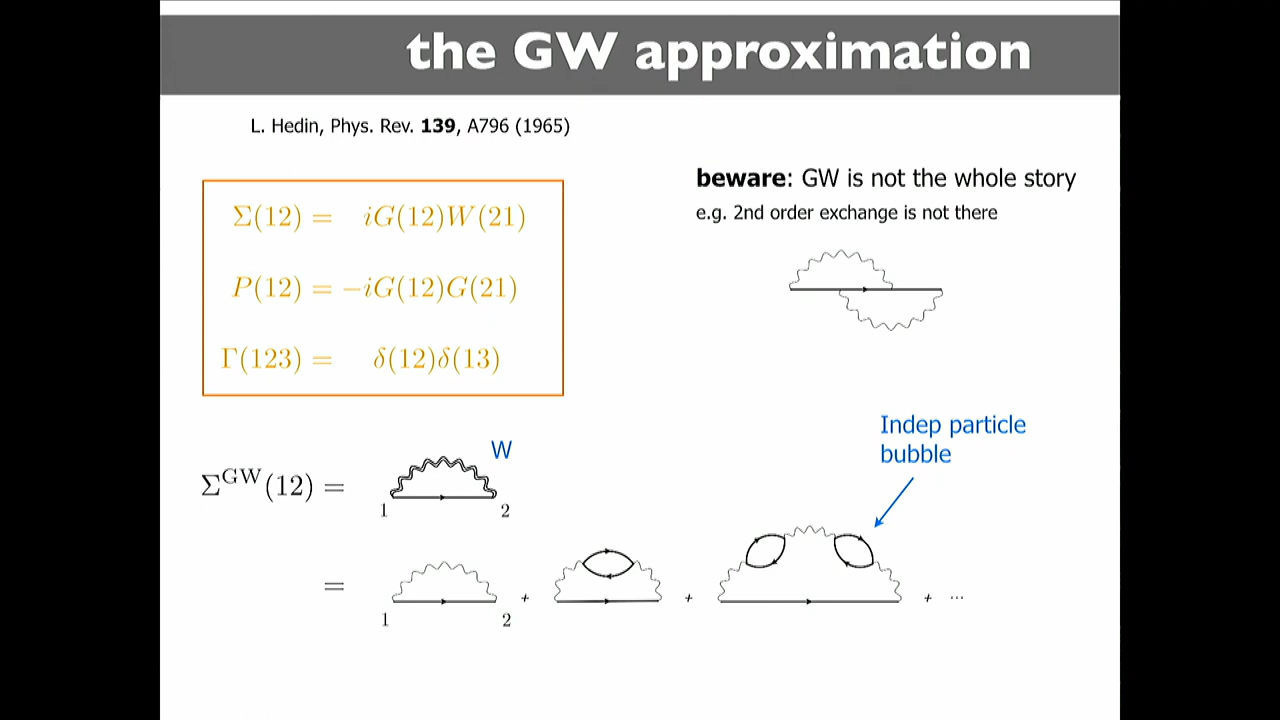 the GW approximation
L. Hedin, Phys. Rev. 139, A796 (1965)
beware: GW is not the whole story
e.g. 2nd order exchange is not there
Σ(12) = iG(12)W(21)
P(12) = −iG(12)G(21)
Γ(123) = δ(12)δ(13)
Indep particle
bubble
W
Σ^GW(12) =
1 2
= + + + ...
1 2